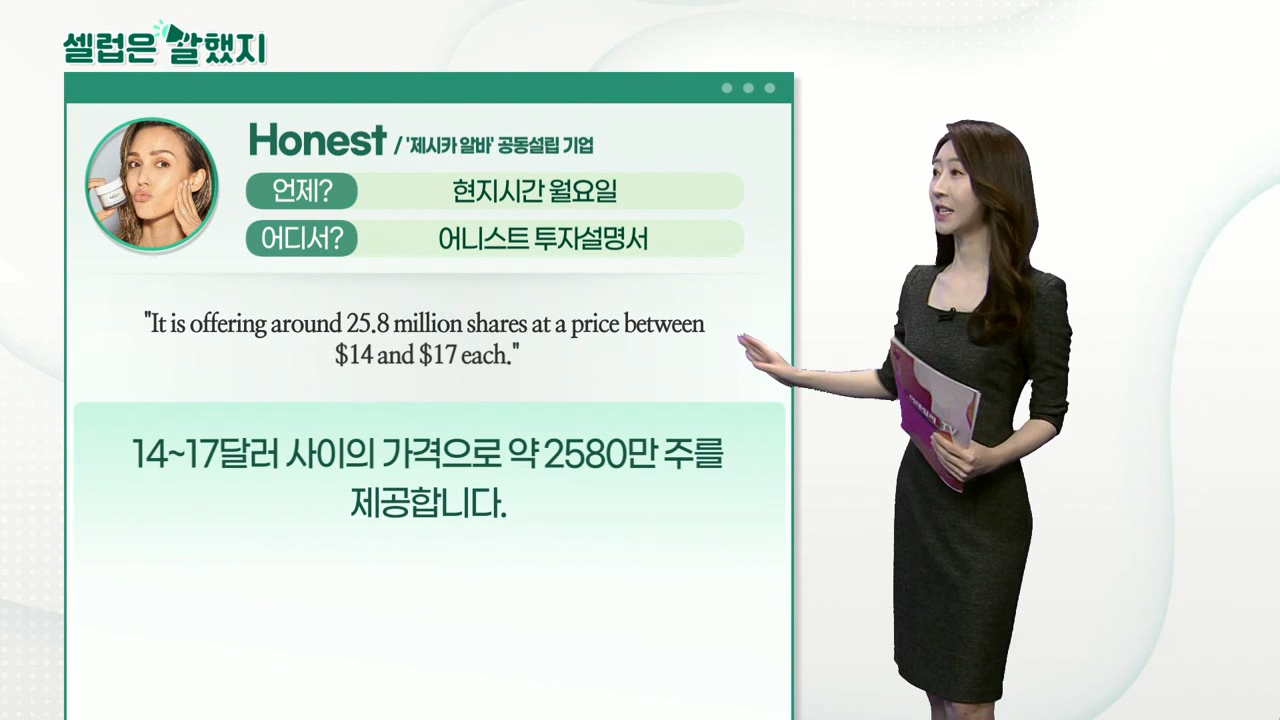 셀럽은 말했지
Honest / '제시카 알바' 공동설립 기업
언제? 현지시간 월요일
어디서? 어니스트 투자설명서
"It is offering around 25.8 million shares at a price between
$14 and $17 each."
14~17달러 사이의 가격으로 약 2580만 주를
제공합니다.